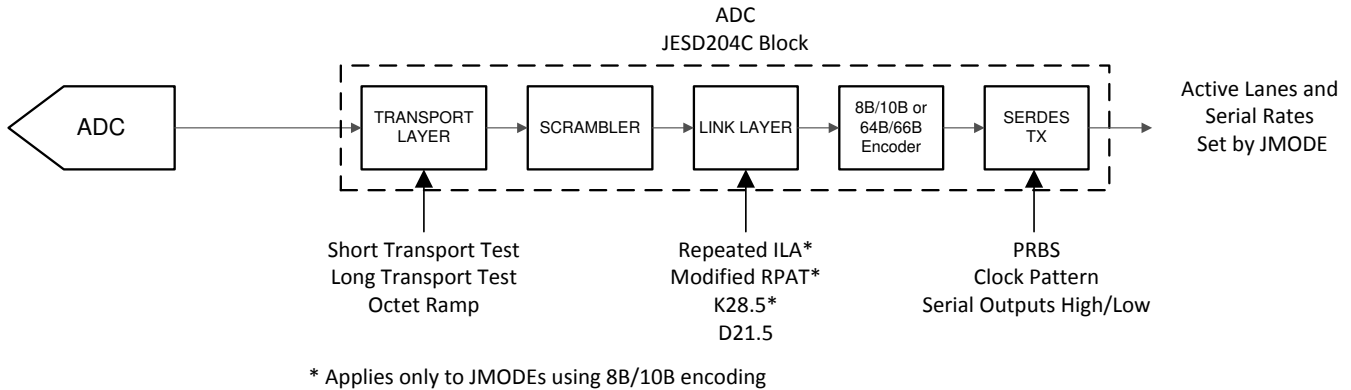 ADC
JESD204C Block
ADC
TRANSPORT
LAYER
SCRAMBLER
LINK LAYER
8B/10B or
64B/66B
Encoder
SERDES
TX
Active Lanes and
Serial Rates
Set by JMODE
Short Transport Test
Long Transport Test
Octet Ramp
Repeated ILA*
Modified RPAT*
K28.5*
D21.5
PRBS
Clock Pattern
Serial Outputs High/Low
* Applies only to JMODEs using 8B/10B encoding